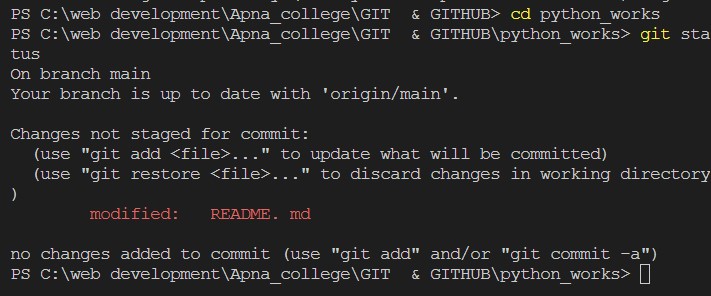 PS C:\web development\Apna_college\GIT  & GITHUB> cd python_works
PS C:\web development\Apna_college\GIT  & GITHUB\python_works> git sta
tus
On branch main
Your branch is up to date with 'origin/main'.

Changes not staged for commit:
  (use "git add <file>..." to update what will be committed)
  (use "git restore <file>..." to discard changes in working directory
)
        modified:   README. md

no changes added to commit (use "git add" and/or "git commit -a")
PS C:\web development\Apna_college\GIT  & GITHUB\python_works>